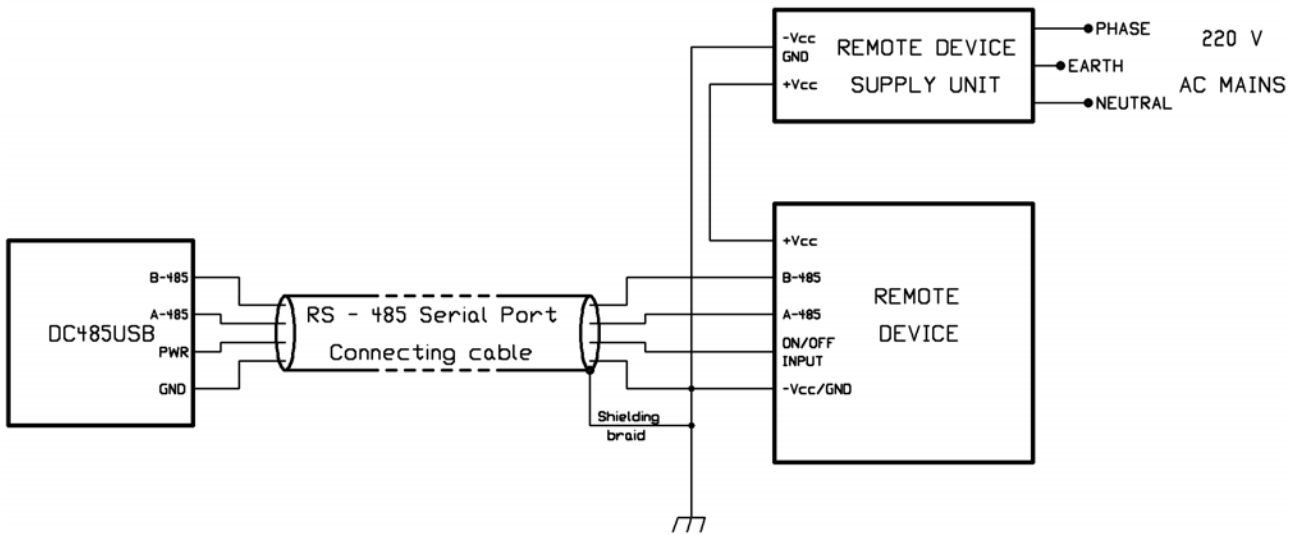 -Vcc
GND
+Vcc
REMOTE DEVICE
SUPPLY UNIT
PHASE
EARTH
NEUTRAL
220 V
AC MAINS
DC485USB
B-485
A-485
PWR
GND
RS - 485 Serial Port
Connecting cable
Shielding
braid
+Vcc
B-485
A-485
ON/OFF
INPUT
-Vcc/GND
REMOTE
DEVICE